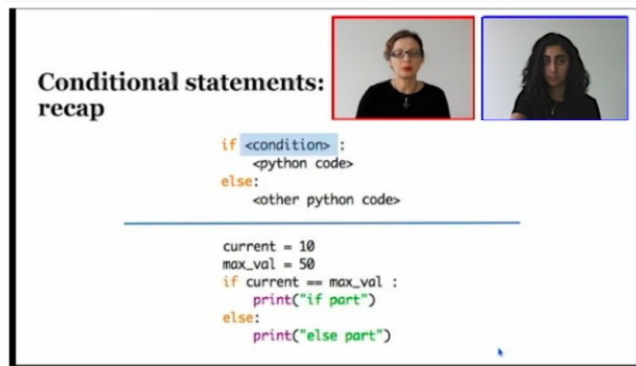 Conditional statements:
recap
if <condition> :
<python code>
else:
<other python code>
current = 10
max_val = 50
if current == max_val :
print("if part")
else:
print("else part")